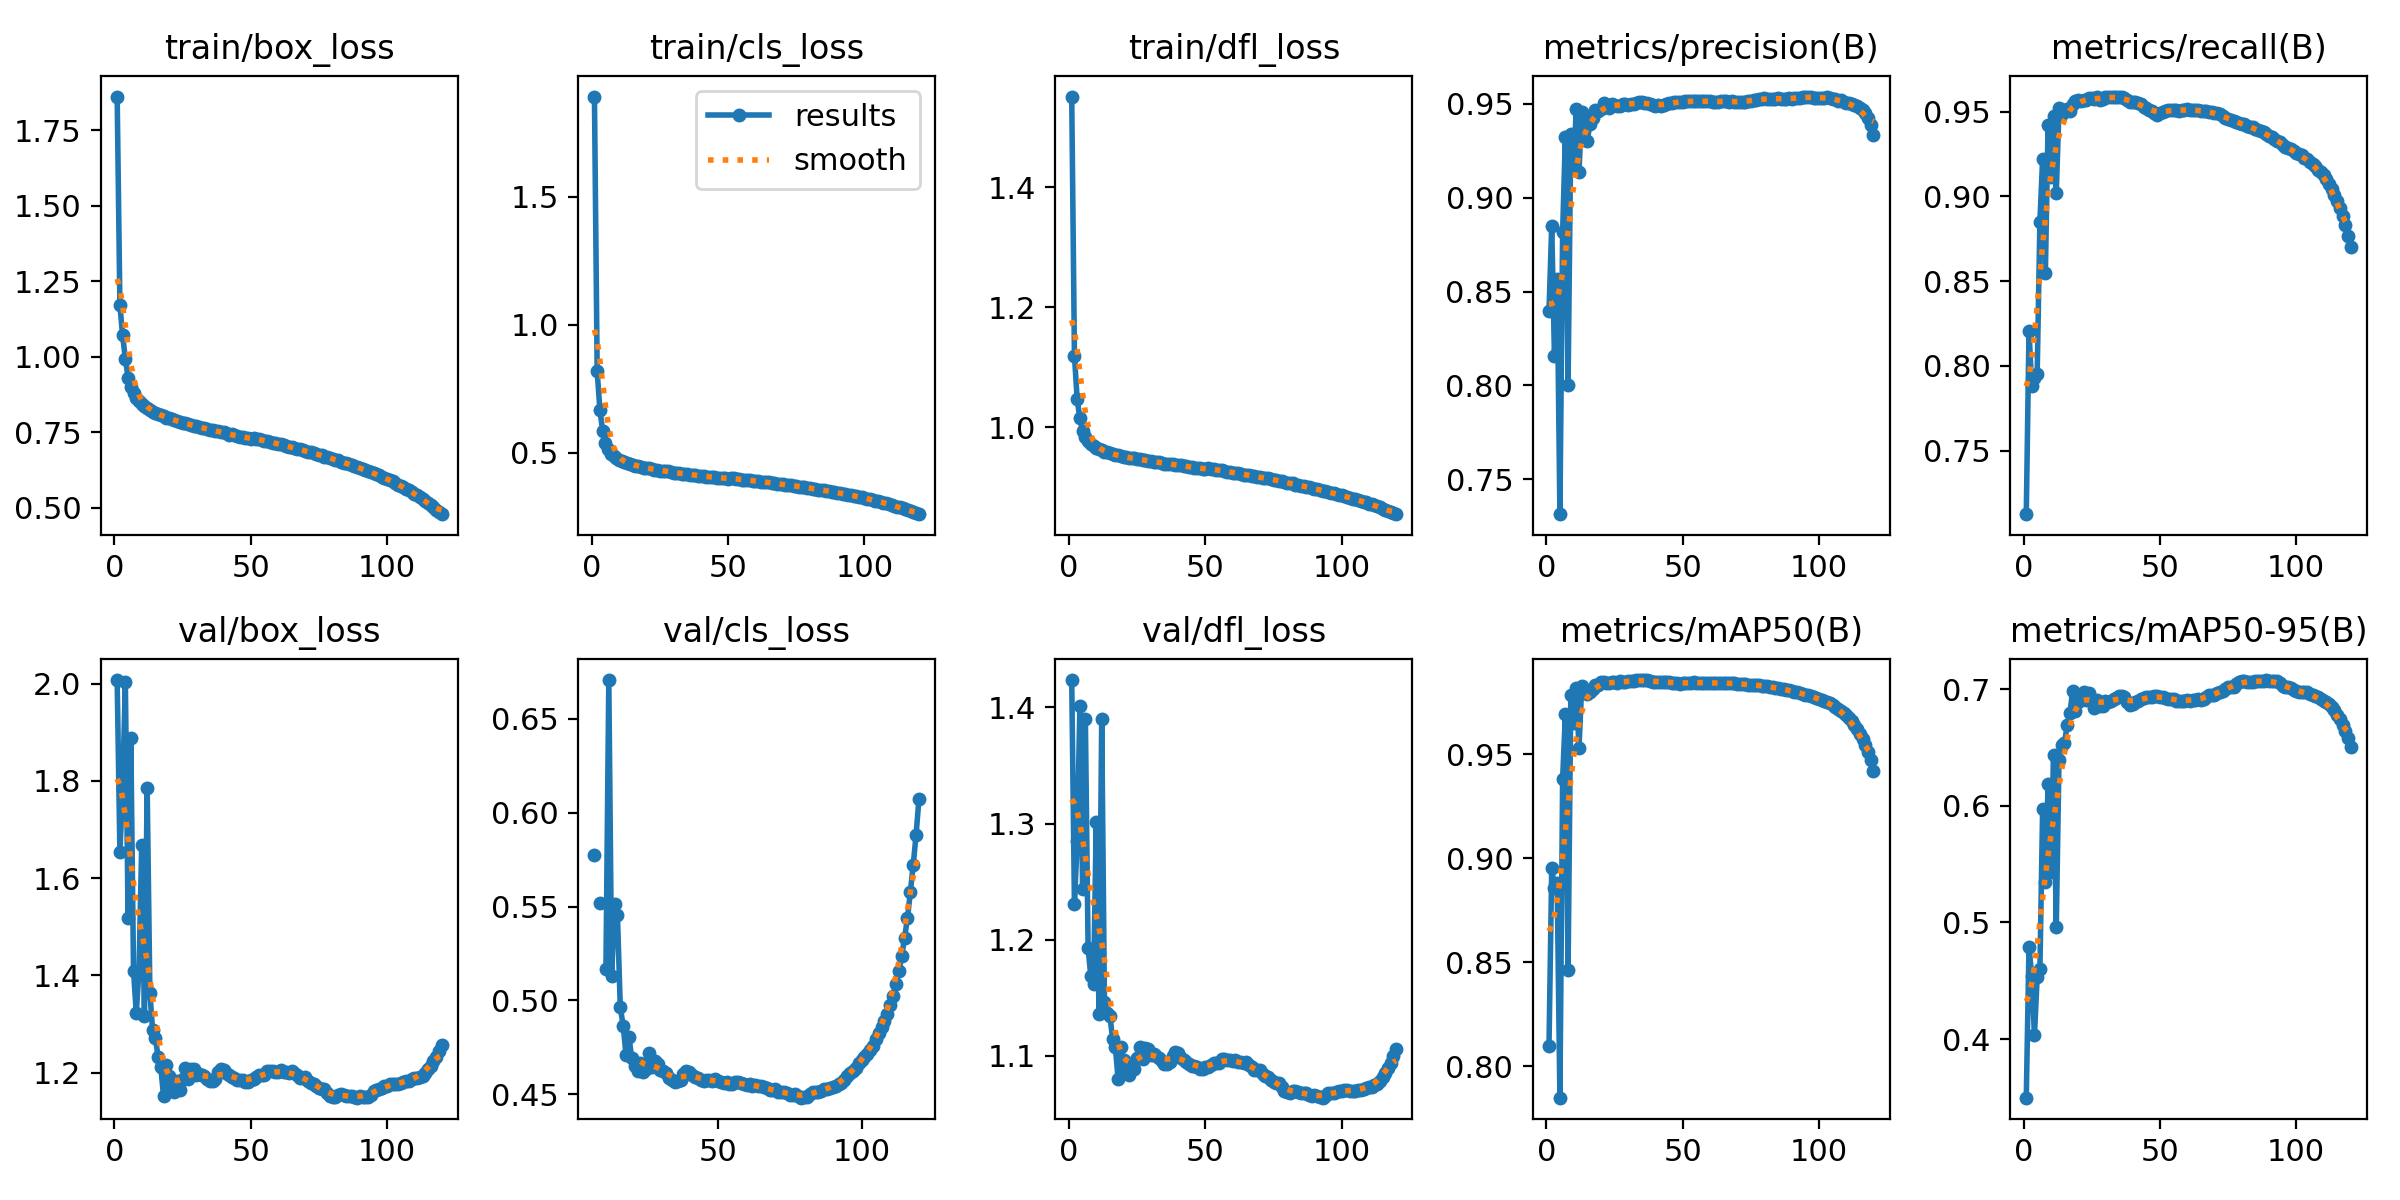 train/box_loss
1.75
1.50
1.25
1.00
0.75
0.50
0 50 100
train/cls_loss
results
smooth
1.5
1.0
0.5
0 50 100
train/dfl_loss
1.4
1.2
1.0
0 50 100
metrics/precision(B)
0.95
0.90
0.85
0.80
0.75
0 50 100
metrics/recall(B)
0.95
0.90
0.85
0.80
0.75
0 50 100
val/box_loss
2.0
1.8
1.6
1.4
1.2
0 50 100
val/cls_loss
0.65
0.60
0.55
0.50
0.45
50 100
val/dfl_loss
1.4
1.3
1.2
1.1
0 50 100
metrics/mAP50(B)
0.95
0.90
0.85
0.80
0 50 100
metrics/mAP50-95(B)
0.7
0.6
0.5
0.4
0 50 100